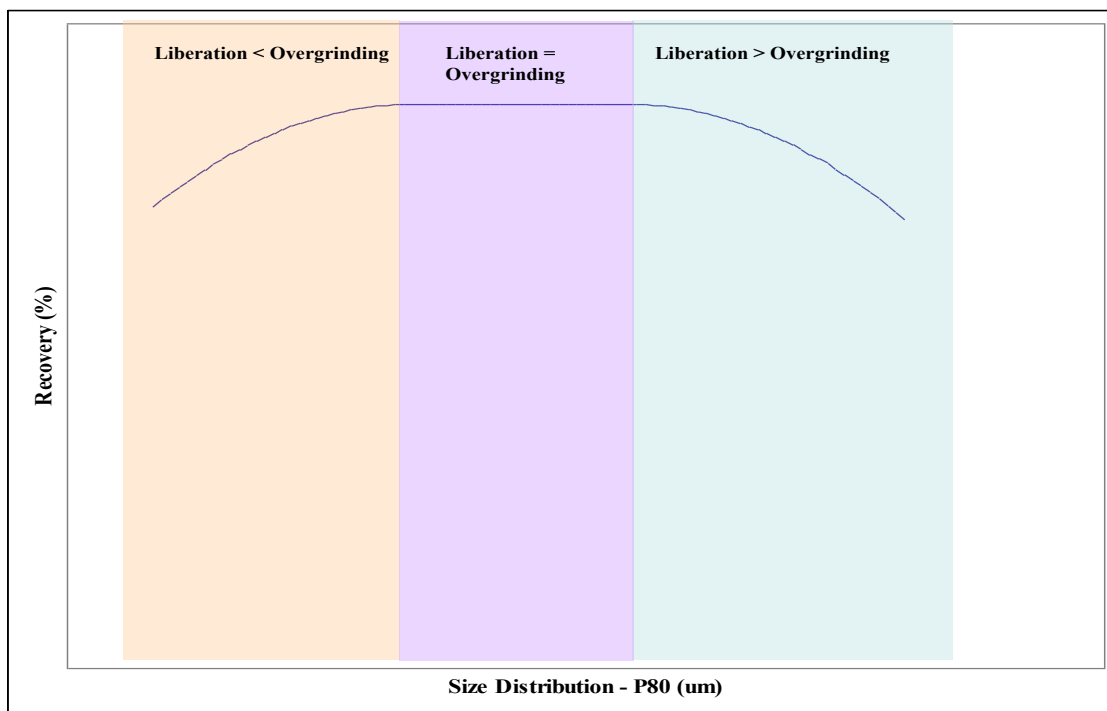 Liberation < Overgrinding
Liberation =
Overgrinding
Liberation > Overgrinding
Recovery (%)
Size Distribution - P80 (um)